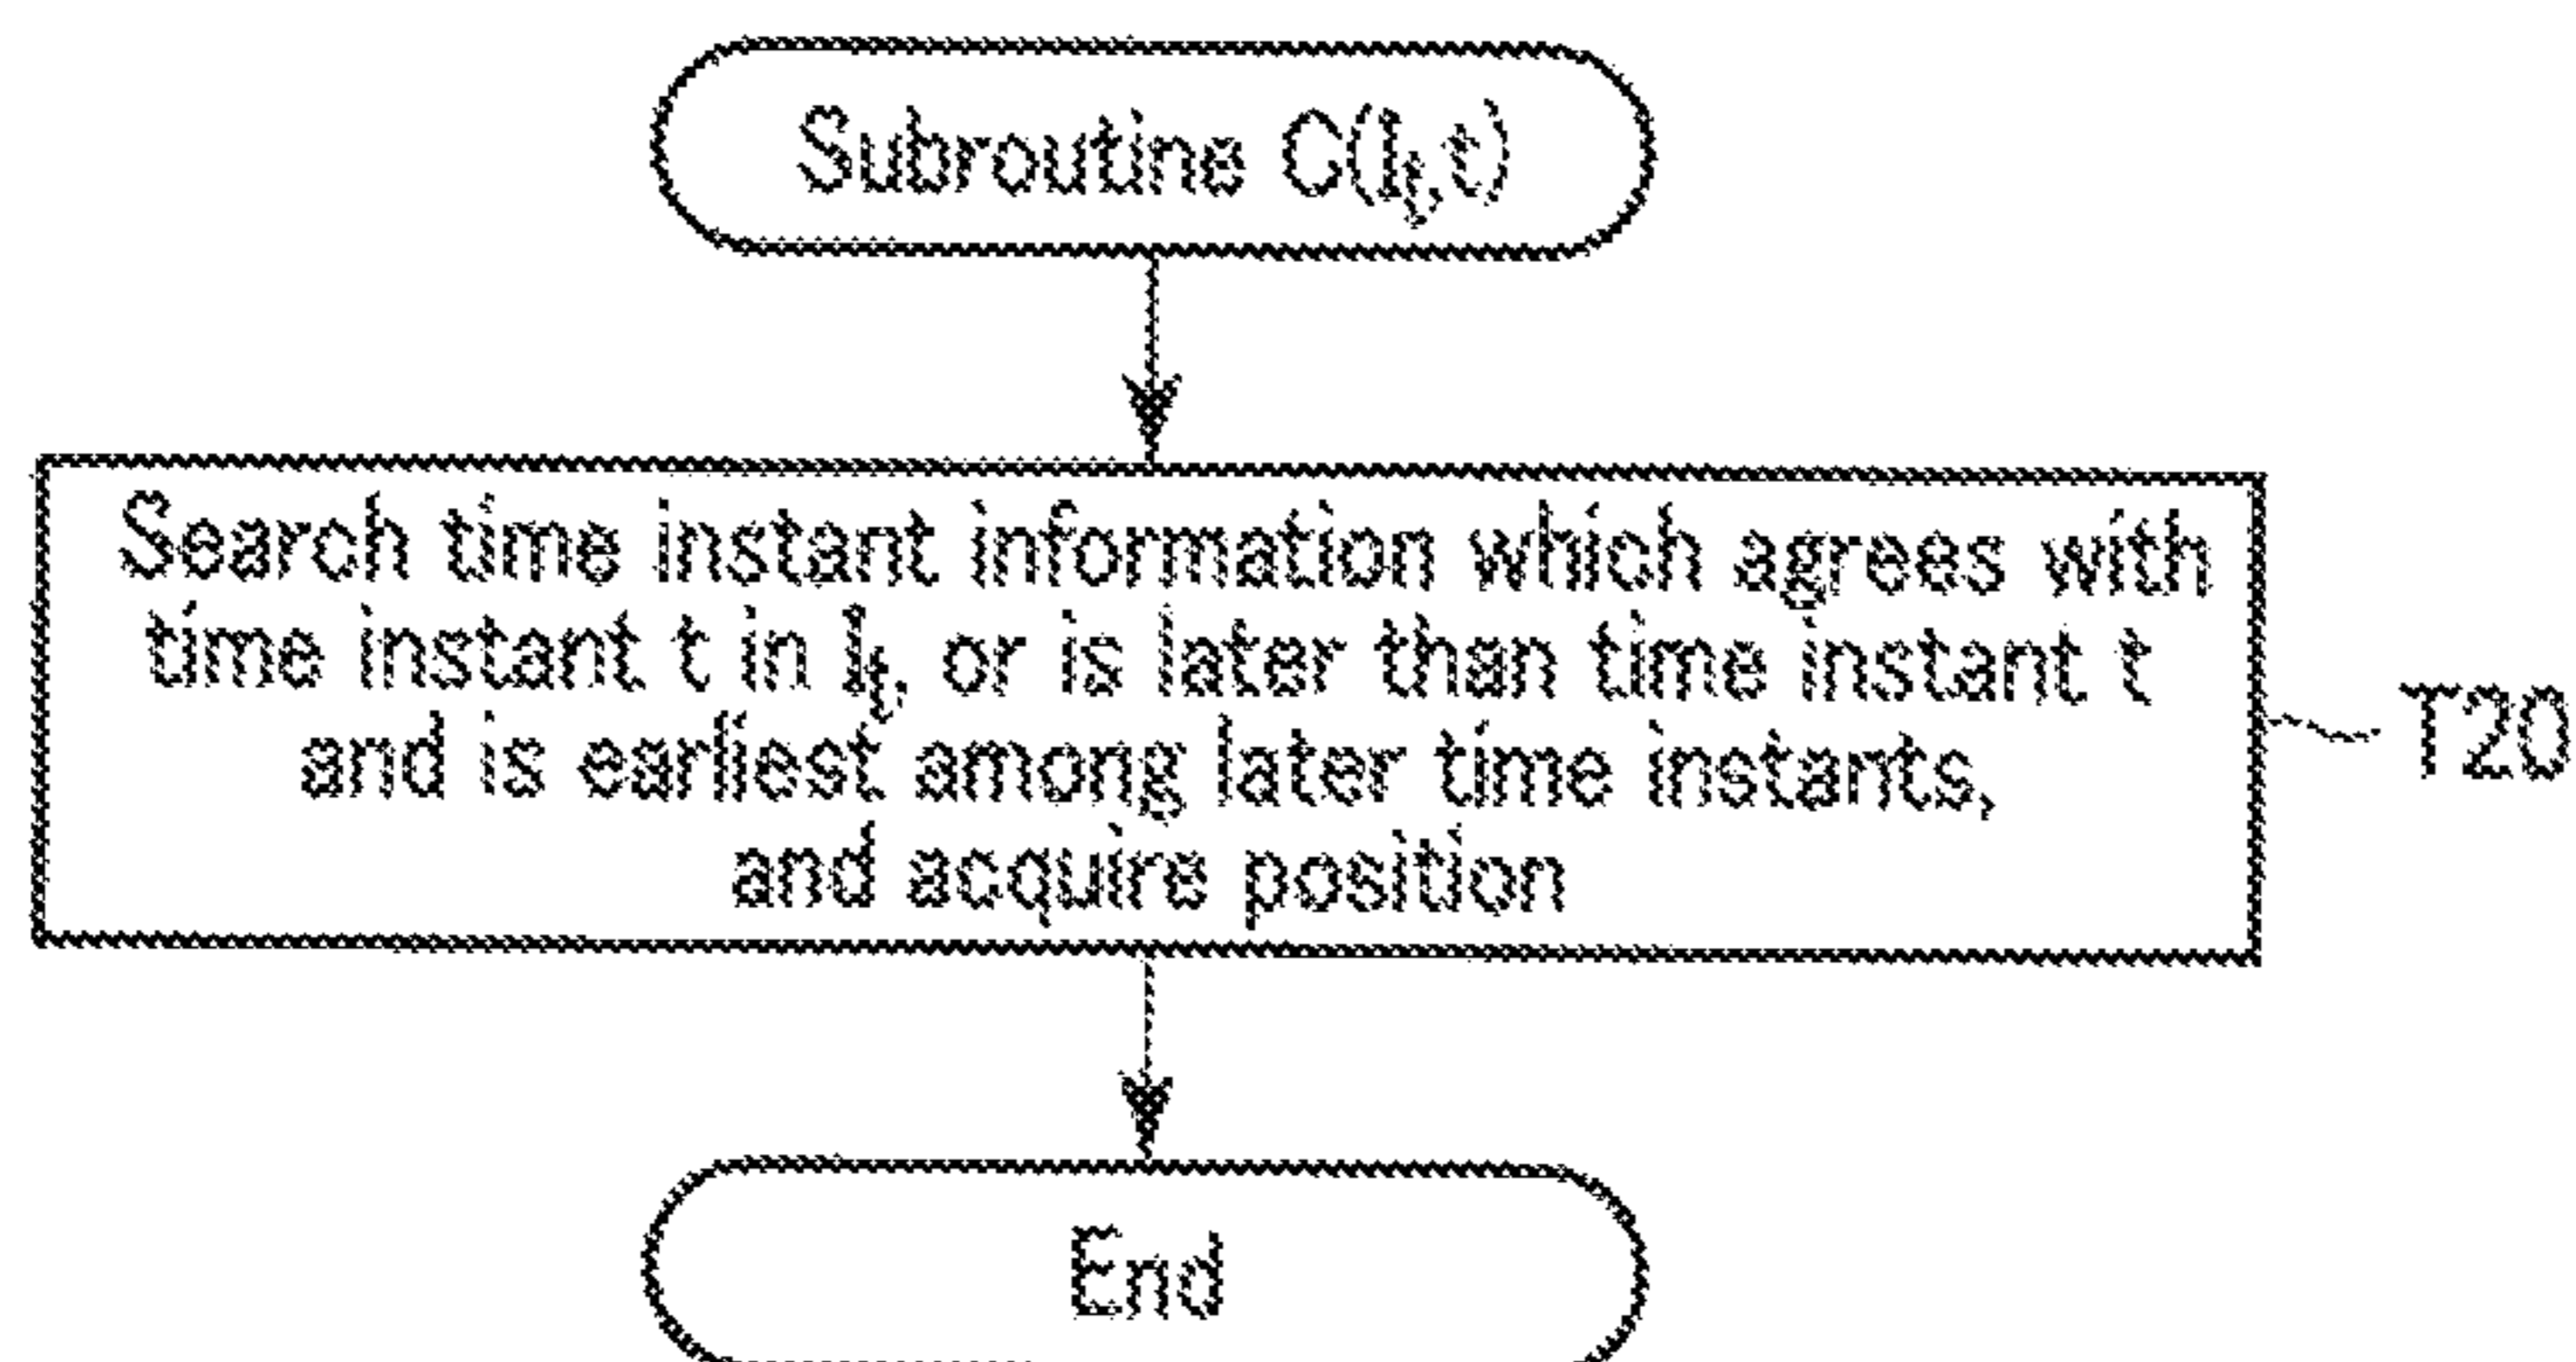 Subroutine C(I_t,t)
Search time instant information which agrees with
time instant t in I_t, or is later than time instant t
and is earliest among later time instants,
and acquire position
T20
End